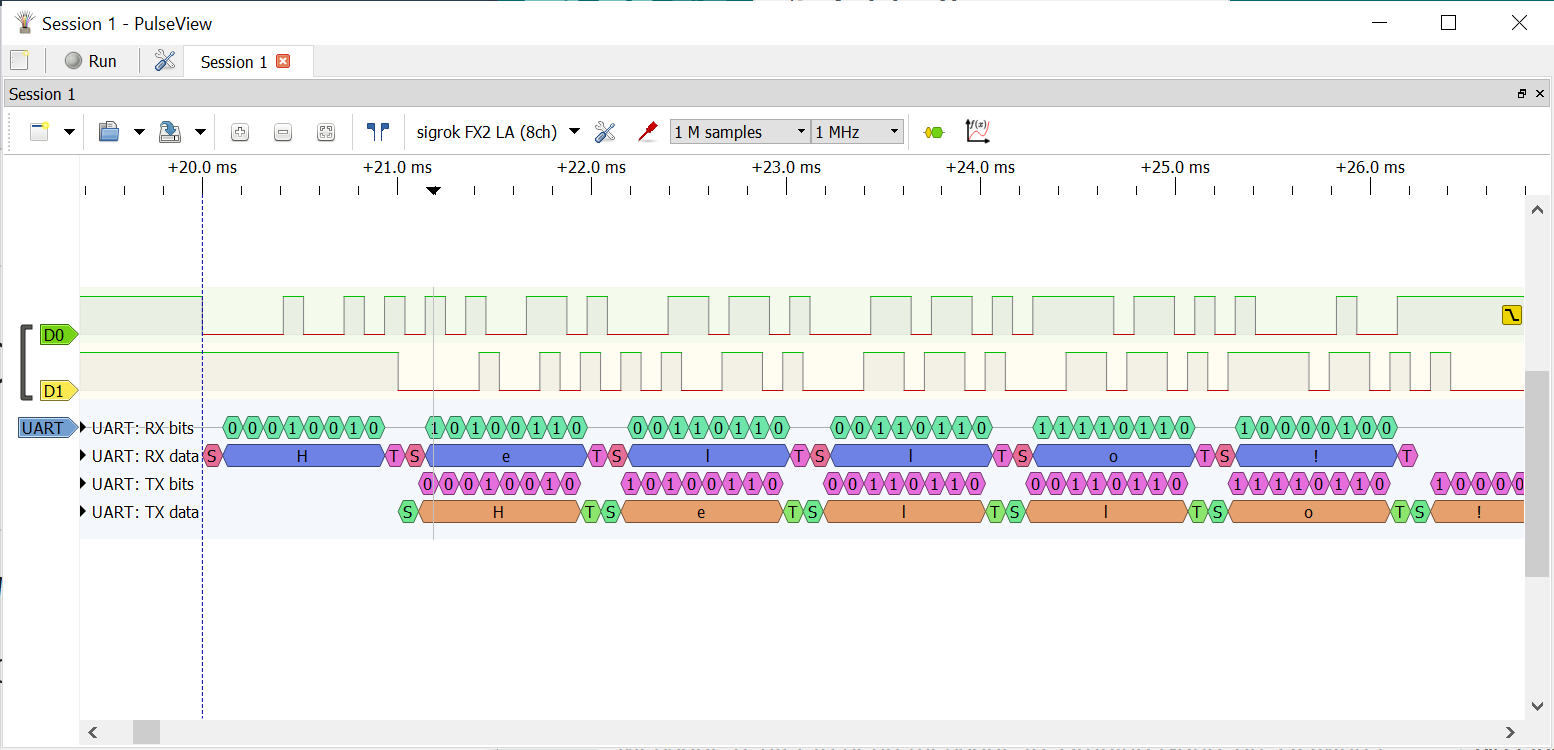 Session 1 - PulseView
Run Session 1
Session 1
sigrok FX2 LA (8ch) 1 M samples 1 MHz f(x)
+20.0 ms +21.0 ms +22.0 ms +23.0 ms +24.0 ms +25.0 ms +26.0 ms
D0
D1
UART UART: RX bits 0 0 0 1 0 0 1 0 1 0 1 0 0 1 1 0 0 0 1 1 0 1 1 0 0 0 1 1 0 1 1 0 1 1 1 1 0 1 1 0 1 0 0 0 0 1 0 0
UART: RX data S H T S e T S l T S l T S o T S ! T
UART: TX bits 0 0 0 1 0 0 1 0 1 0 1 0 0 1 1 0 0 0 1 1 0 1 1 0 0 0 1 1 0 1 1 0 1 1 1 1 0 1 1 0 1 0 0 0 0
UART: TX data S H T S e T S l T S l T S o T S !